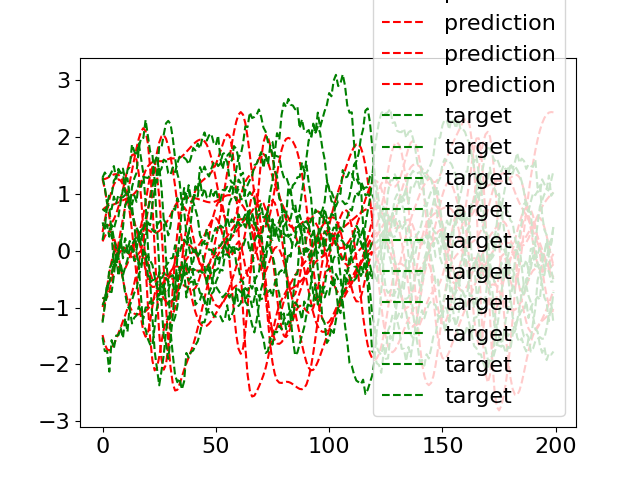 prediction
prediction
prediction
target
target
target
target
target
target
target
target
target
target
3
2
1
0
−1
−2
−3
0
50
100
150
200